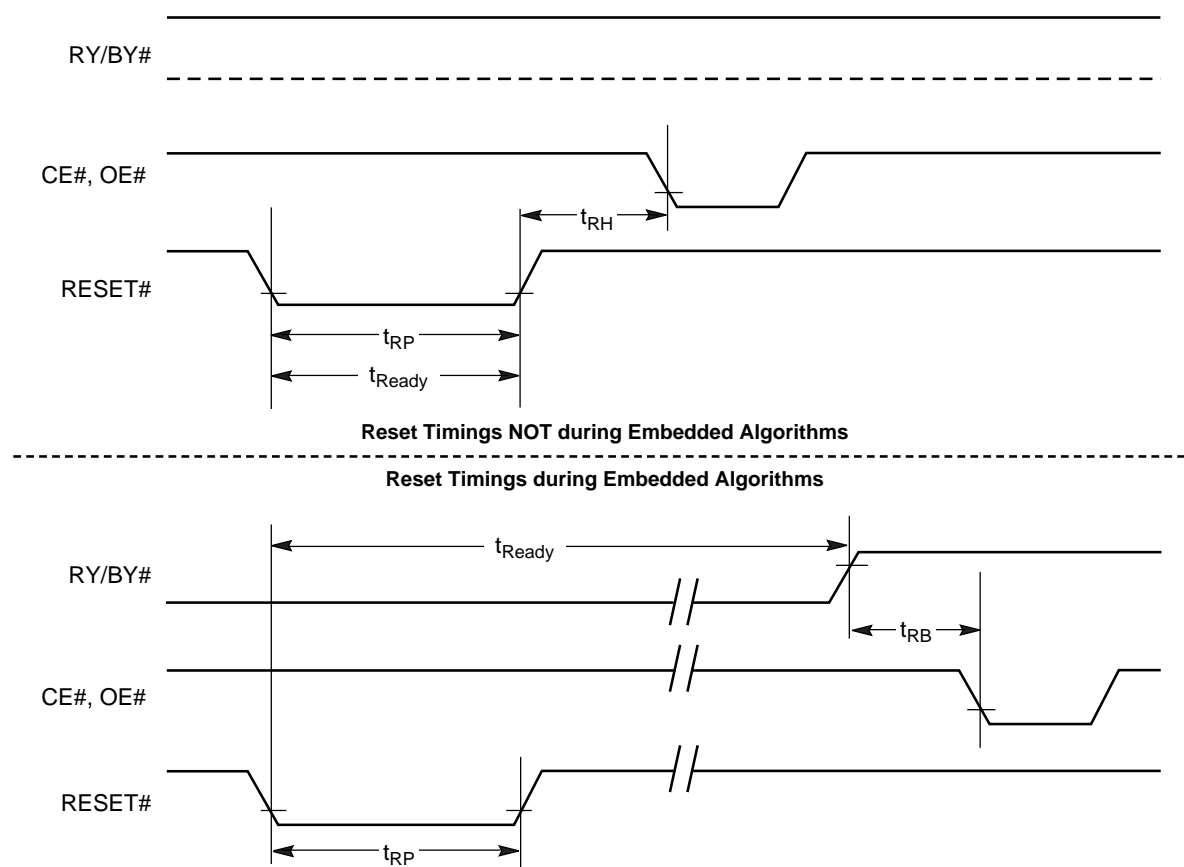 RY/BY#
CE#, OE#
tRH
RESET#
tRP
tReady
Reset Timings NOT during Embedded Algorithms
Reset Timings during Embedded Algorithms
tReady
RY/BY#
tRB
CE#, OE#
RESET#
tRP